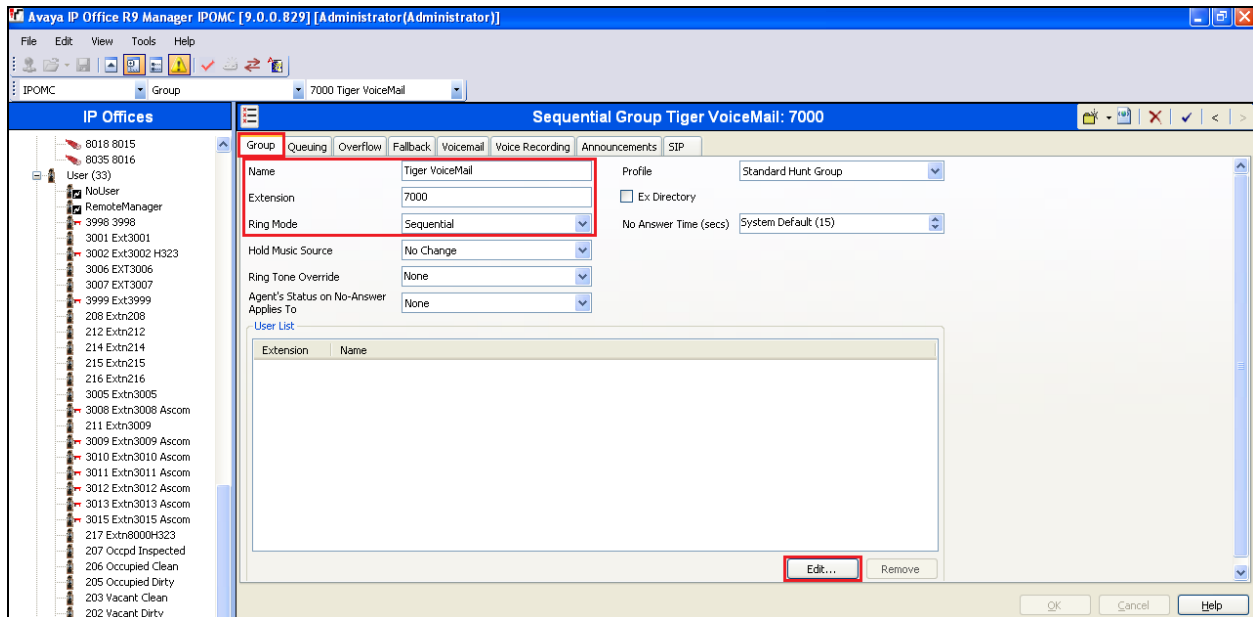 Avaya IP Office R9 Manager IPOMC [9.0.0.829] [Administrator(Administrator)]
File Edit View Tools Help
IPOMC Group 7000 Tiger VoiceMail
IP Offices
8018 8015
8035 8016
User (33)
NoUser
RemoteManager
3998 3998
3001 Ext3001
3002 Ext3002 H323
3006 EXT3006
3007 EXT3007
3999 Ext3999
208 Extn208
212 Extn212
214 Extn214
215 Extn215
216 Extn216
3005 Extn3005
3008 Extn3008 Ascom
211 Extn3009
3009 Extn3009 Ascom
3010 Extn3010 Ascom
3011 Extn3011 Ascom
3012 Extn3012 Ascom
3013 Extn3013 Ascom
3015 Extn3015 Ascom
217 Extn8000H323
207 Occpd Inspected
206 Occupied Clean
205 Occupied Dirty
203 Vacant Clean
202 Vacant Dirty
Sequential Group Tiger VoiceMail: 7000
Group Queuing Overflow Fallback Voicemail Voice Recording Announcements SIP
Name Tiger VoiceMail Profile Standard Hunt Group
Extension 7000 Ex Directory
Ring Mode Sequential No Answer Time (secs) System Default (15)
Hold Music Source No Change
Ring Tone Override None
Agent's Status on No-Answer
Applies To None
User List
Extension Name
Edit... Remove
OK Cancel Help